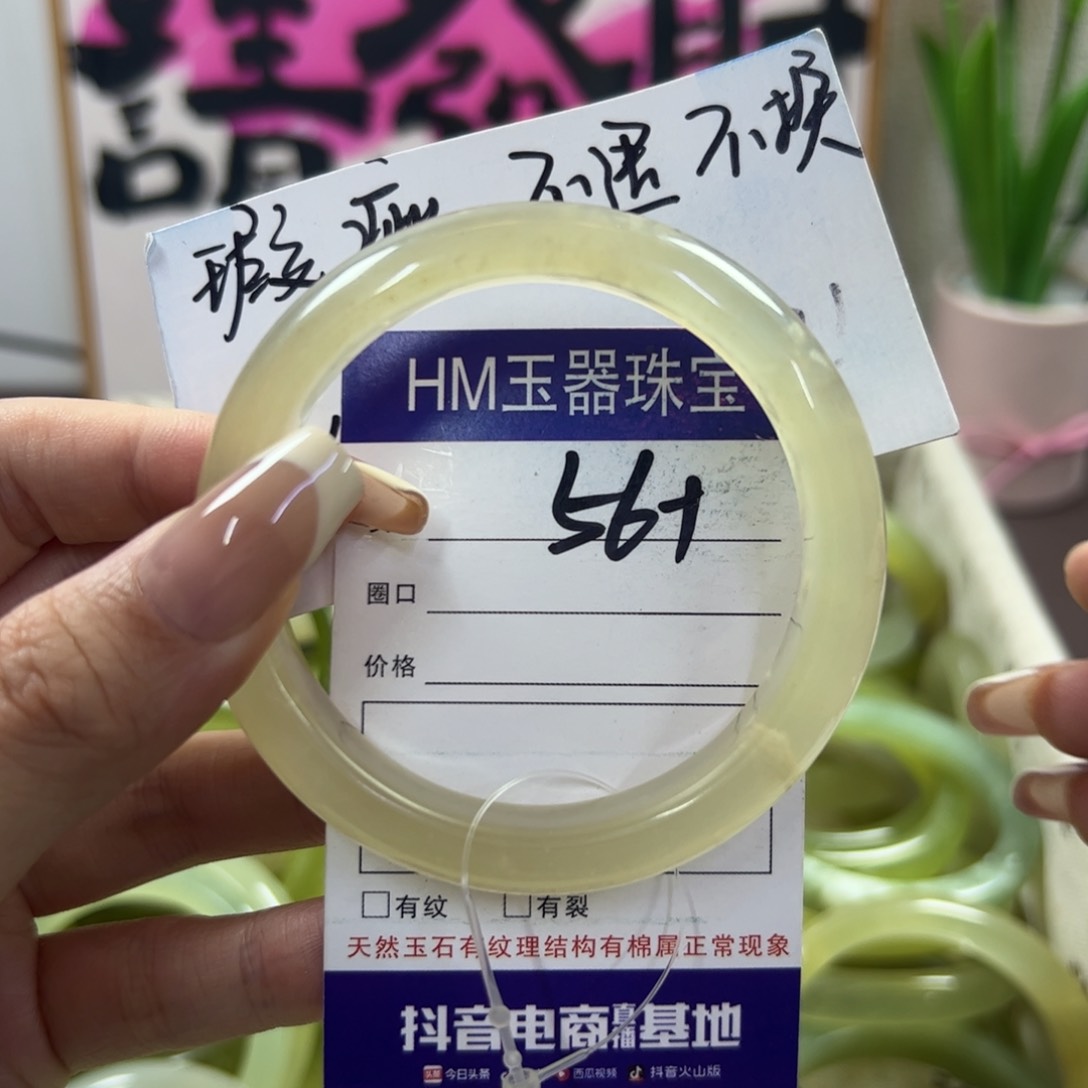 瑕疵 不退不换
HM玉器珠宝
56+
圈口
价格
有纹 有裂
天然玉石有纹理结构有棉属正常现象
抖音电商直播基地
今日头条 西瓜视频 抖音火山版